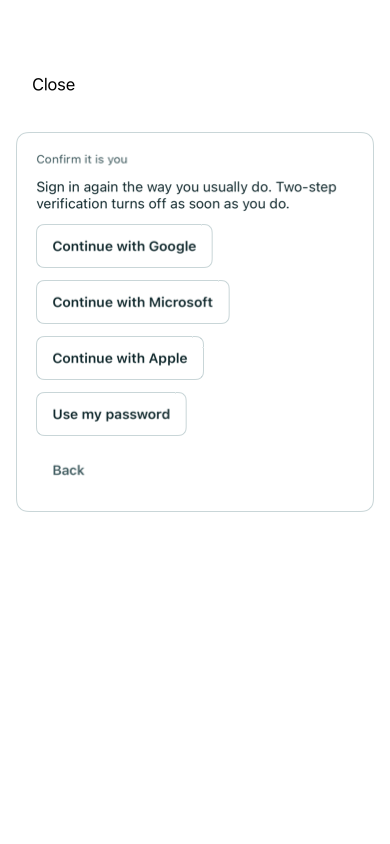 Close
Confirm it is you
Sign in again the way you usually do. Two-step
verification turns off as soon as you do.
Continue with Google
Continue with Microsoft
Continue with Apple
Use my password
Back